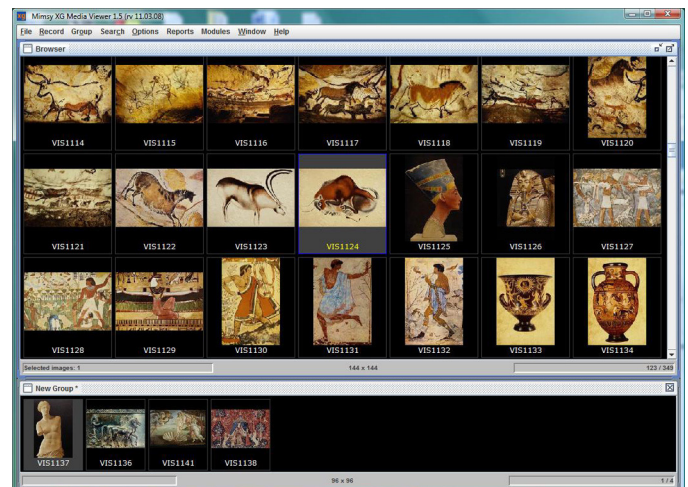 Mimsy XG Media Viewer 1.5 (rv 11.03.08)
File Record Group Search Options Reports Modules Window Help
Browser
VIS1114 VIS1115 VIS1116 VIS1117 VIS1118 VIS1119 VIS1120
VIS1121 VIS1122 VIS1123 VIS1124 VIS1125 VIS1126 VIS1127
VIS1128 VIS1129 VIS1130 VIS1131 VIS1132 VIS1133 VIS1134
Selected images: 1 144 x 144 123 / 349
New Group *
VIS1137 VIS1136 VIS1141 VIS1138
96 x 96 1 / 4